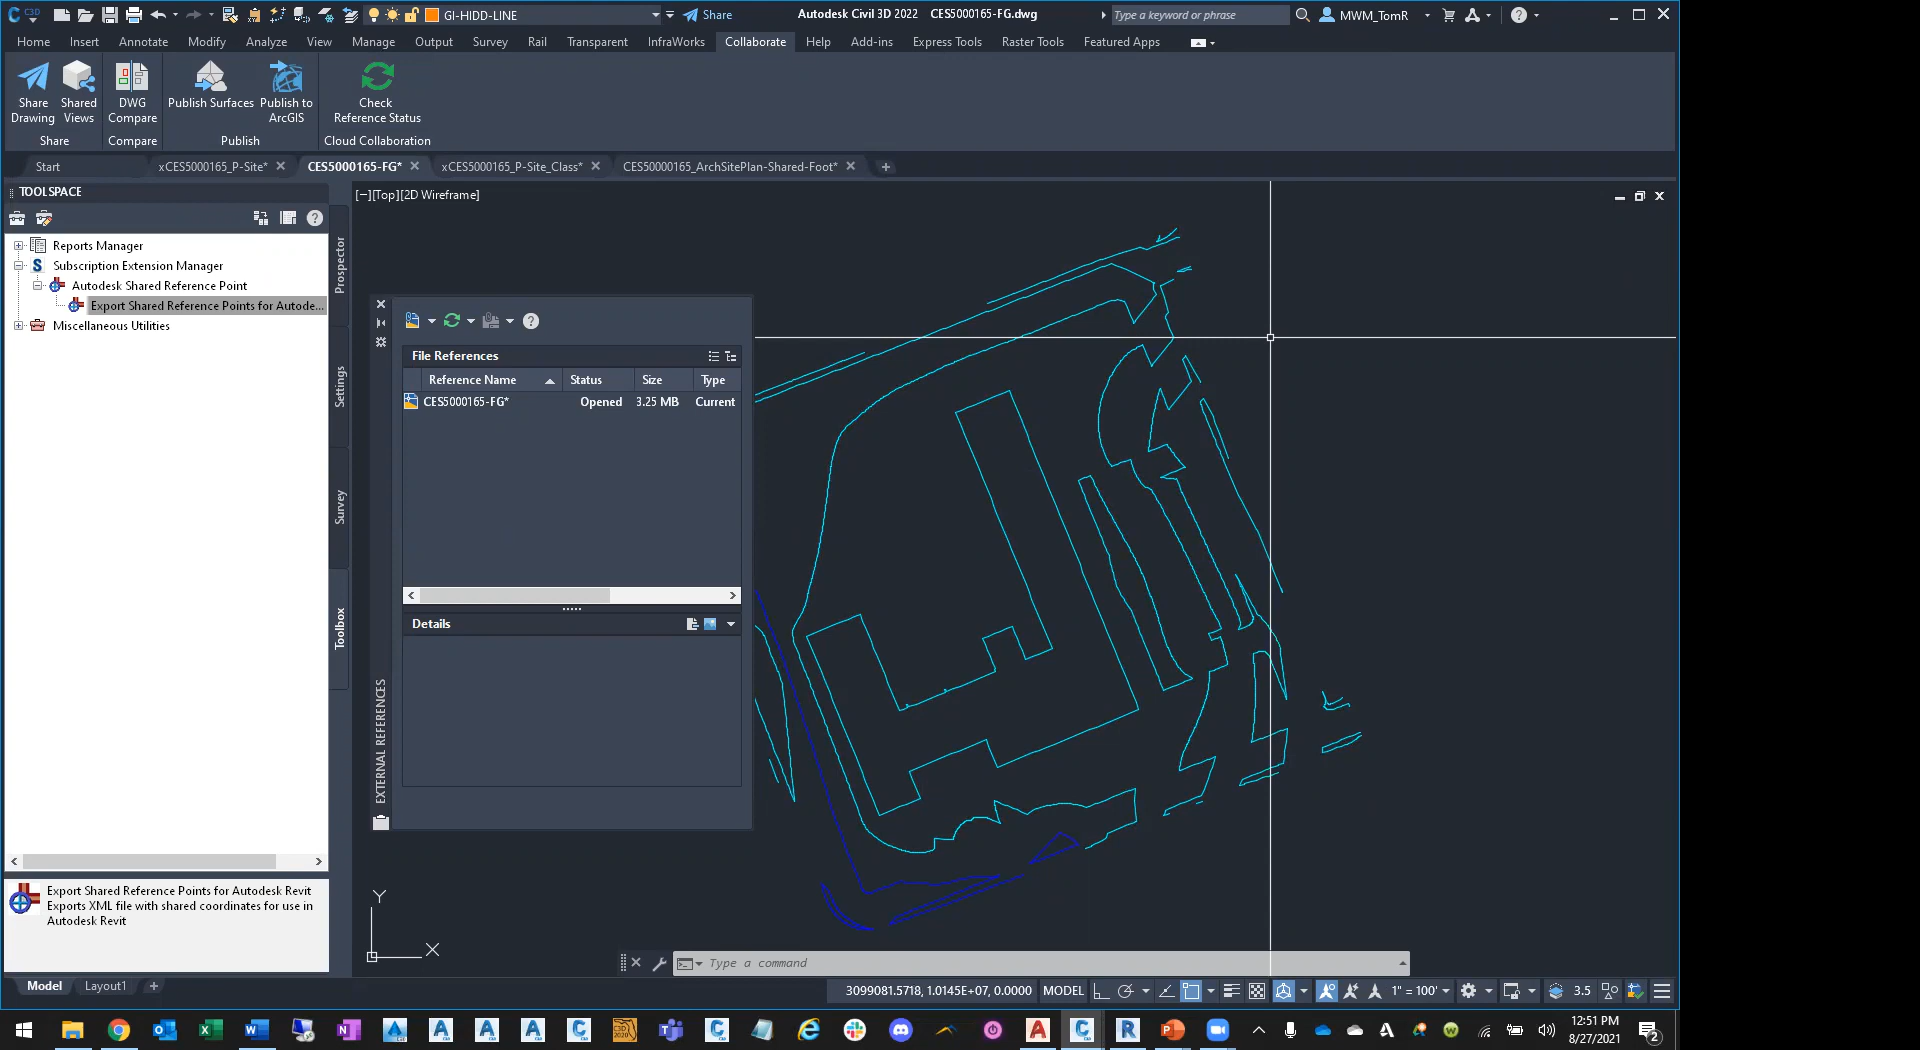 GI-HIDD-LINE
Share
Autodesk Civil 3D 2022 CES5000165-FG.dwg
Type a keyword or phrase
MWM_TomR
Home Insert Annotate Modify Analyze View Manage Output Survey Rail Transparent InfraWorks Collaborate Help Add-ins Express Tools Raster Tools Featured Apps
Share Drawing
Shared Views
DWG Compare
Publish Surfaces
Publish to ArcGIS
Check Reference Status
Share Compare Publish Cloud Collaboration
Start xCES5000165_P-Site* CES5000165-FG* xCES5000165_P-Site_Class* CES50000165_ArchSitePlan-Shared-Foot*
TOOLSPACE
[−][Top][2D Wireframe]
Reports Manager
Subscription Extension Manager
Autodesk Shared Reference Point
Export Shared Reference Points for Autode...
Miscellaneous Utilities
Prospector
Settings
Survey
Toolbox
File References
Reference Name Status Size Type
CES5000165-FG* Opened 3.25 MB Current
Details
EXTERNAL REFERENCES
Export Shared Reference Points for Autodesk Revit
Exports XML file with shared coordinates for use in
Autodesk Revit
Y
X
Type a command
Model Layout1
3099081.5718, 1.0145E+07, 0.0000 MODEL 1" = 100' 3.5
12:51 PM
8/27/2021
2